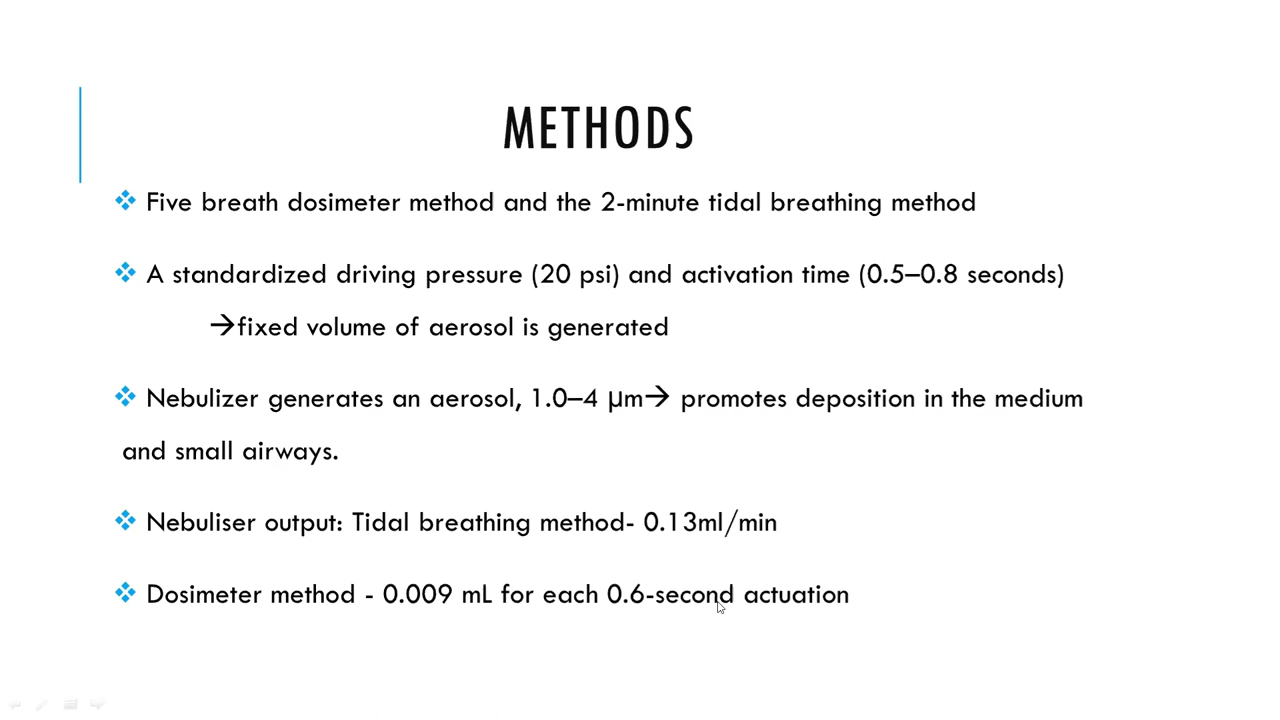 METHODS
❖ Five breath dosimeter method and the 2-minute tidal breathing method
❖ A standardized driving pressure (20 psi) and activation time (0.5–0.8 seconds)
→fixed volume of aerosol is generated
❖ Nebulizer generates an aerosol, 1.0–4 µm→ promotes deposition in the medium
and small airways.
❖ Nebuliser output: Tidal breathing method- 0.13ml/min
❖ Dosimeter method - 0.009 mL for each 0.6-second actuation